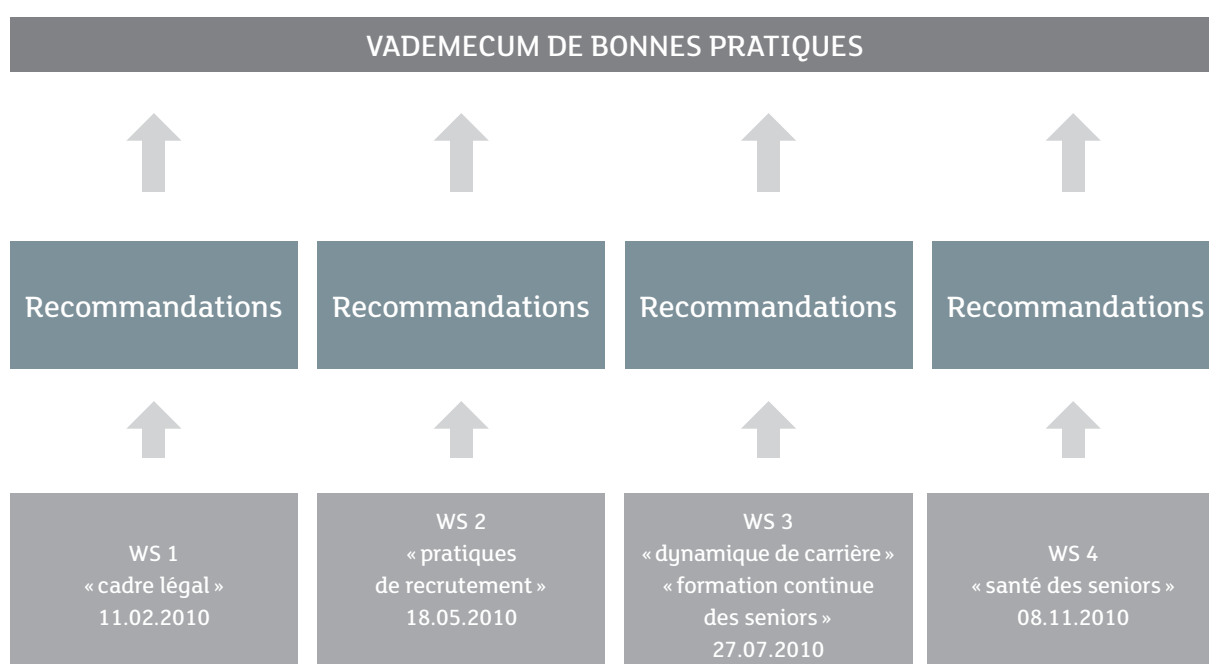 VADEMECUM DE BONNES PRATIQUES
Recommandations
Recommandations
Recommandations
Recommandations
WS 1
« cadre légal »
11.02.2010
WS 2
« pratiques
de recrutement »
18.05.2010
WS 3
« dynamique de carrière »
« formation continue
des seniors »
27.07.2010
WS 4
« santé des seniors »
08.11.2010